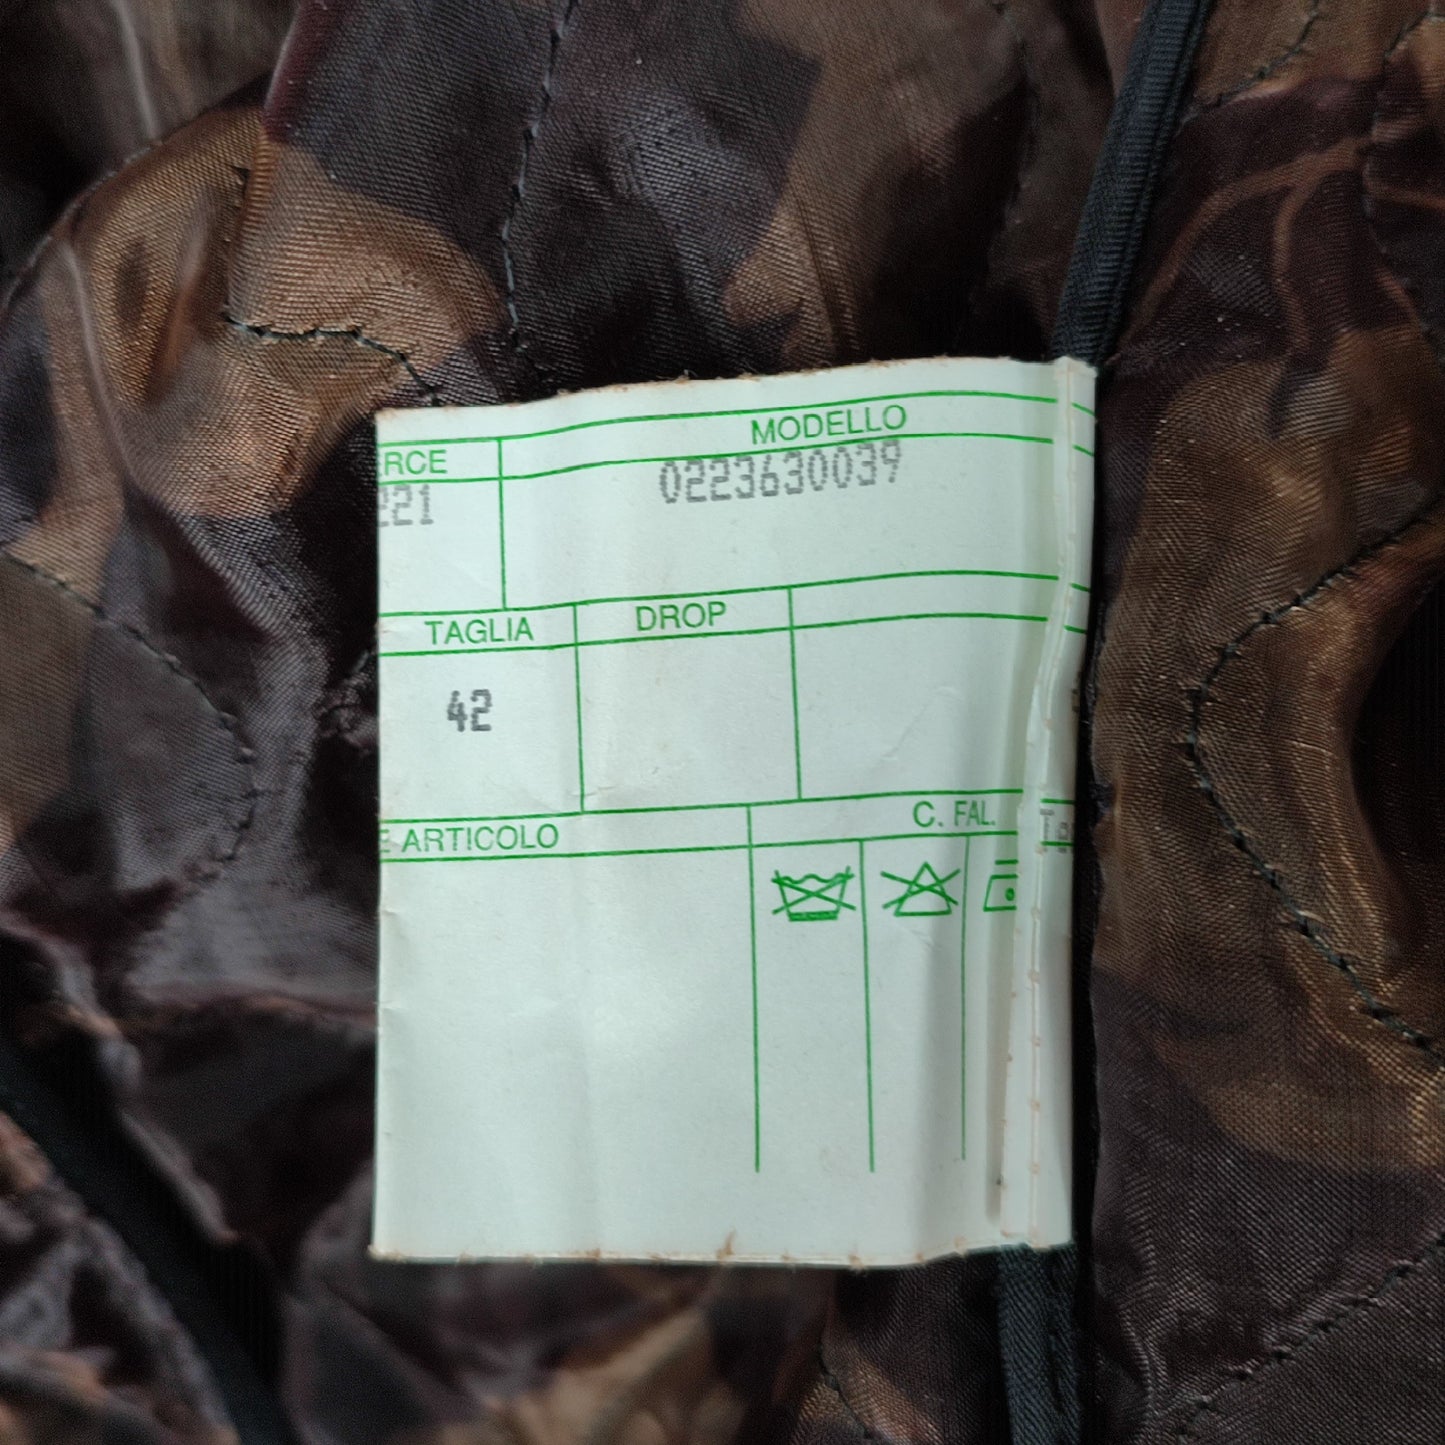 RCE MODELLO
221 0223630039
TAGLIA DROP
42
E ARTICOLO C. FAL.